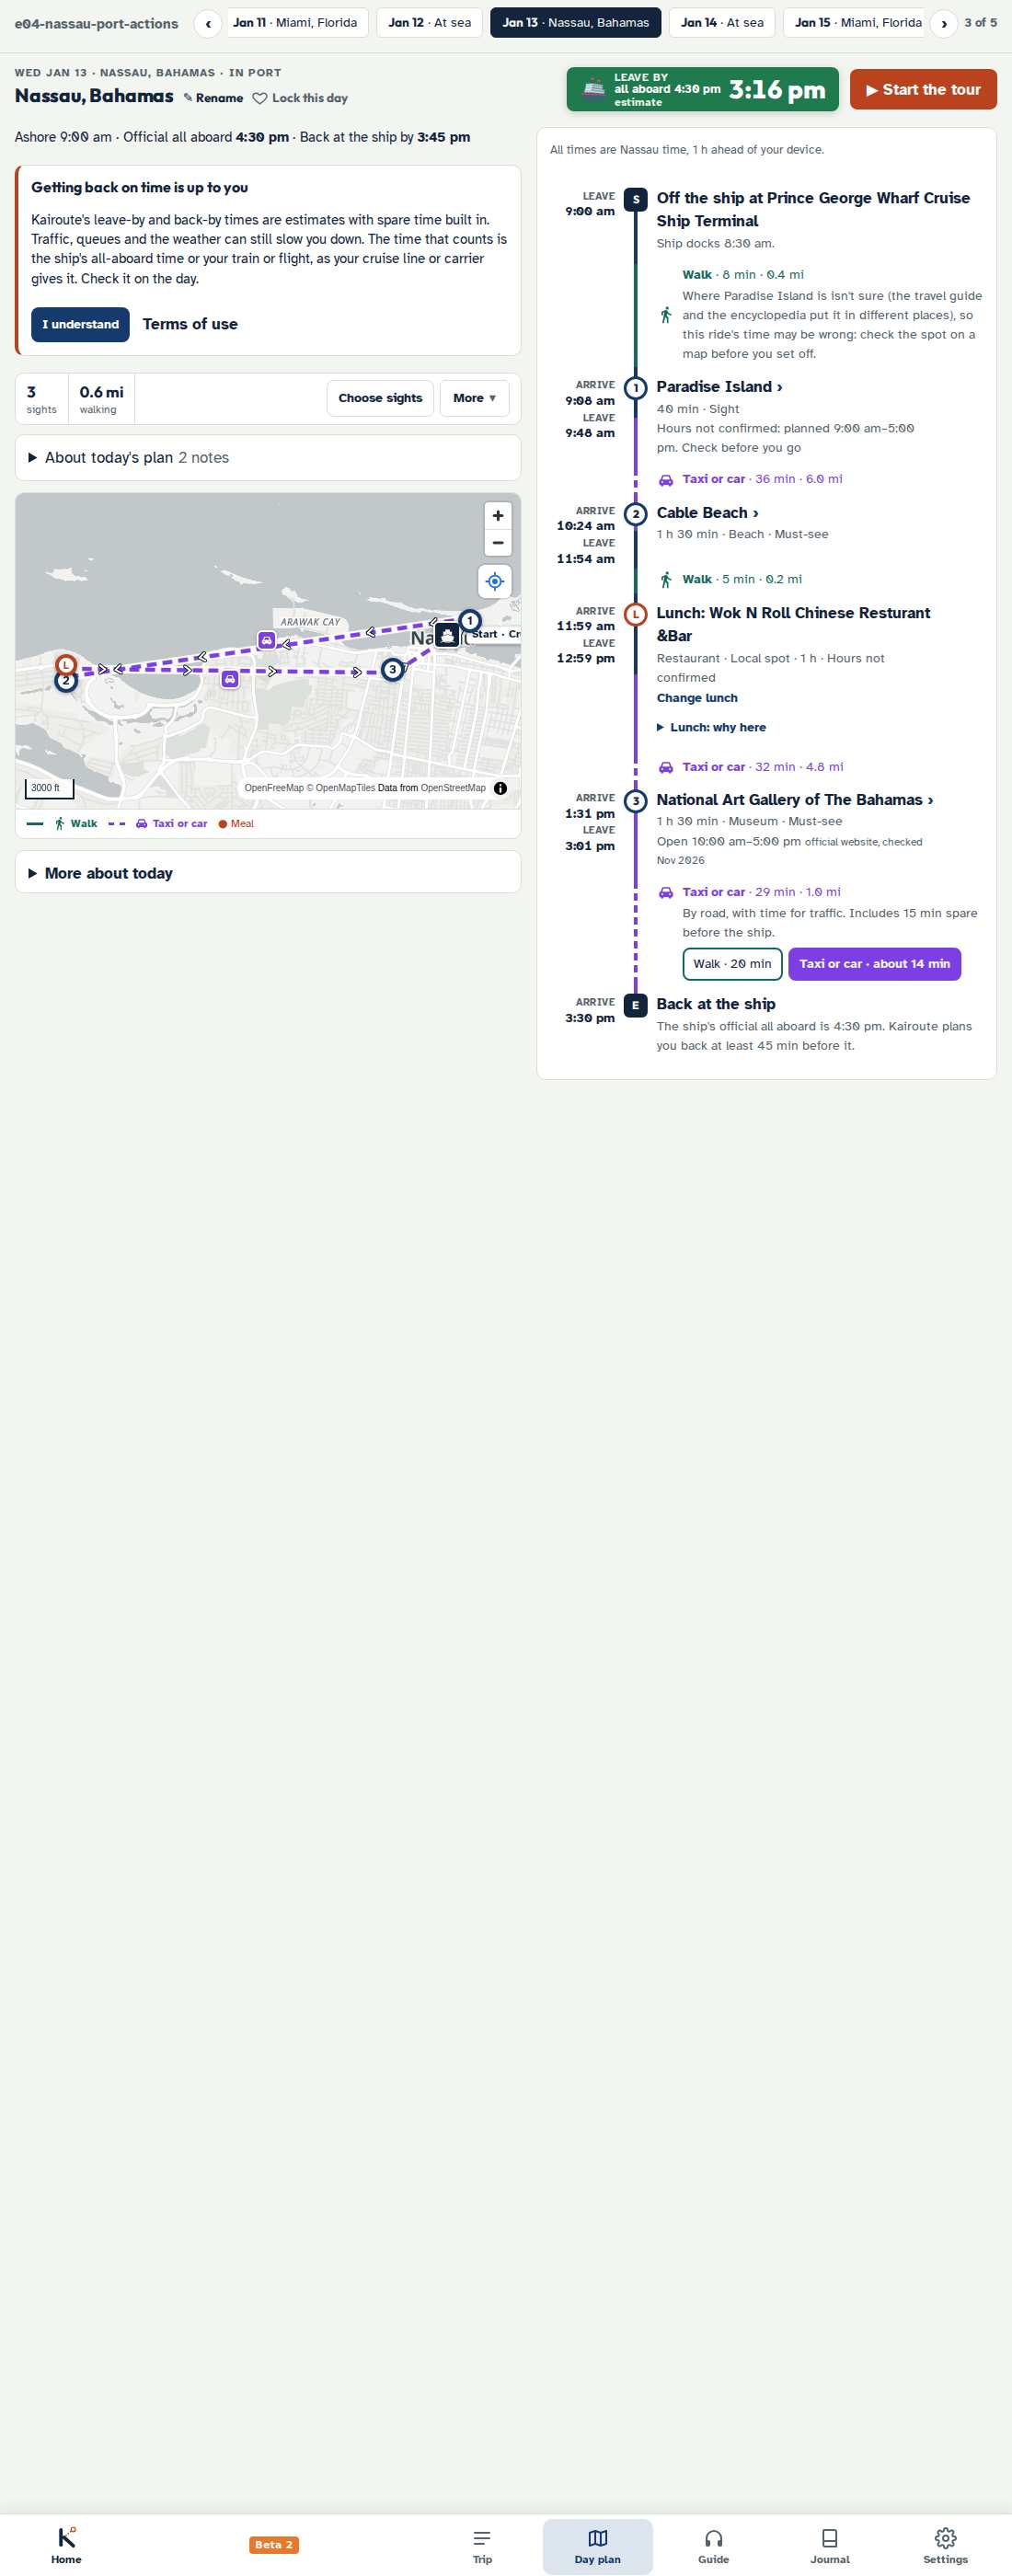 e04-nassau-port-actions
‹
Jan 11 · Miami, Florida
Jan 12 · At sea
Jan 13 · Nassau, Bahamas
Jan 14 · At sea
Jan 15 · Miami, Florida
›
3 of 5
WED JAN 13 · NASSAU, BAHAMAS · IN PORT
Nassau, Bahamas
✎ Rename
Lock this day
LEAVE BY
all aboard 4:30 pm
estimate
3:16 pm
▶ Start the tour
Ashore 9:00 am · Official all aboard 4:30 pm · Back at the ship by 3:45 pm
Getting back on time is up to you
Kairoute's leave-by and back-by times are estimates with spare time built in.
Traffic, queues and the weather can still slow you down. The time that counts is
the ship's all-aboard time or your train or flight, as your cruise line or carrier
gives it. Check it on the day.
I understand
Terms of use
3
sights
0.6 mi
walking
Choose sights
More ▼
▶ About today's plan 2 notes
+
−
ARAWAK CAY
Na
1
Start · Cr
L
2
3
3000 ft
OpenFreeMap © OpenMapTiles Data from OpenStreetMap
Walk
Taxi or car
Meal
▶ More about today
All times are Nassau time, 1 h ahead of your device.
LEAVE
9:00 am
S
Off the ship at Prince George Wharf Cruise
Ship Terminal
Ship docks 8:30 am.
Walk · 8 min · 0.4 mi
Where Paradise Island is isn't sure (the travel guide
and the encyclopedia put it in different places), so
this ride's time may be wrong: check the spot on a
map before you set off.
ARRIVE
9:08 am
LEAVE
9:48 am
1
Paradise Island ›
40 min · Sight
Hours not confirmed: planned 9:00 am–5:00
pm. Check before you go
Taxi or car · 36 min · 6.0 mi
ARRIVE
10:24 am
LEAVE
11:54 am
2
Cable Beach ›
1 h 30 min · Beach · Must-see
Walk · 5 min · 0.2 mi
ARRIVE
11:59 am
LEAVE
12:59 pm
L
Lunch: Wok N Roll Chinese Resturant
&Bar
Restaurant · Local spot · 1 h · Hours not
confirmed
Change lunch
▶ Lunch: why here
Taxi or car · 32 min · 4.8 mi
ARRIVE
1:31 pm
LEAVE
3:01 pm
3
National Art Gallery of The Bahamas ›
1 h 30 min · Museum · Must-see
Open 10:00 am–5:00 pm official website, checked
Nov 2026
Taxi or car · 29 min · 1.0 mi
By road, with time for traffic. Includes 15 min spare
before the ship.
Walk · 20 min
Taxi or car · about 14 min
ARRIVE
3:30 pm
E
Back at the ship
The ship's official all aboard is 4:30 pm. Kairoute plans
you back at least 45 min before it.
Home
Beta 2
Trip
Day plan
Guide
Journal
Settings